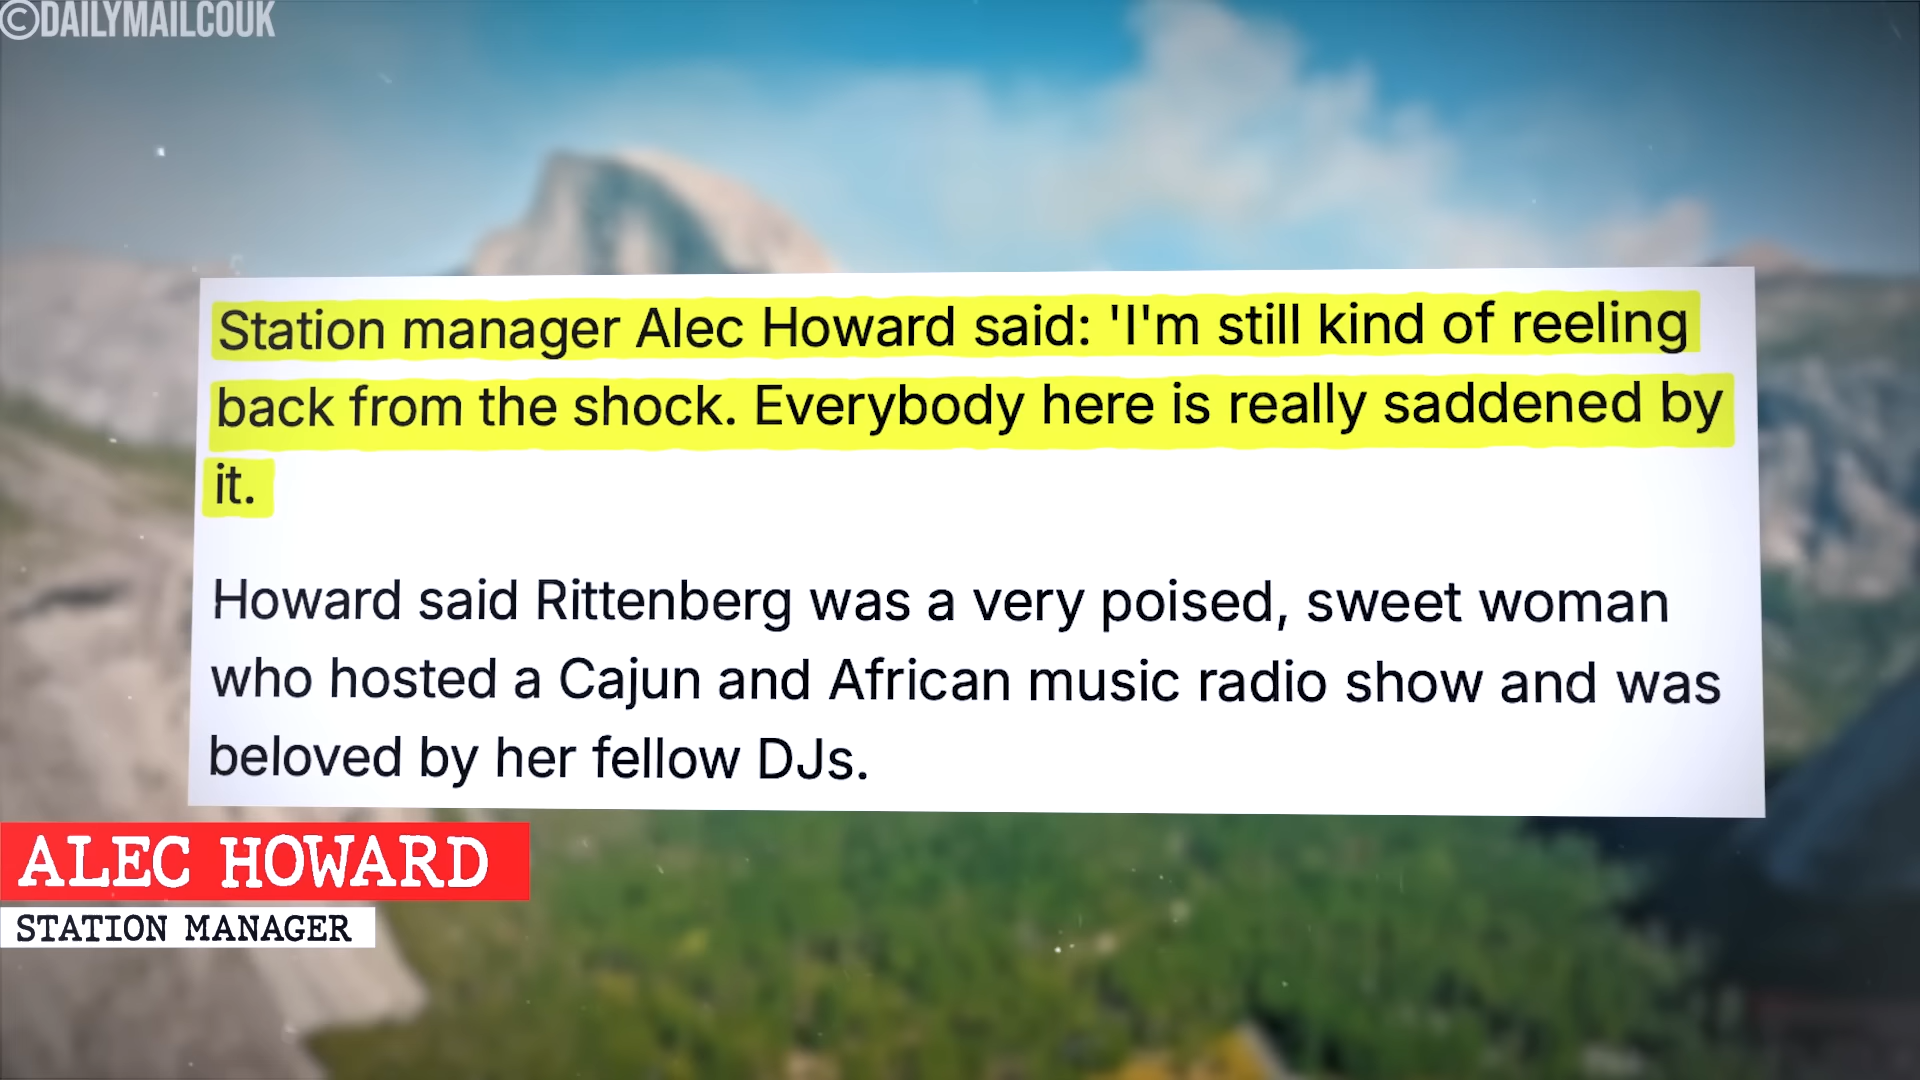 ©DAILYMAILCOUK
Station manager Alec Howard said: 'I'm still kind of reeling
back from the shock. Everybody here is really saddened by
it.
Howard said Rittenberg was a very poised, sweet woman
who hosted a Cajun and African music radio show and was
beloved by her fellow DJs.
ALEC HOWARD
STATION MANAGER